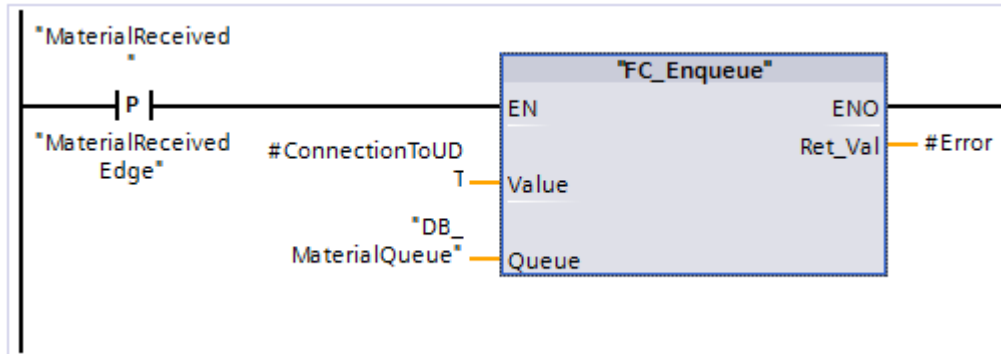 "MaterialReceived
"
P
"MaterialReceived
Edge"
"FC_Enqueue"
EN
ENO
#ConnectionToUD
T
Value
Ret_Val
#Error
"DB_
MaterialQueue"
Queue